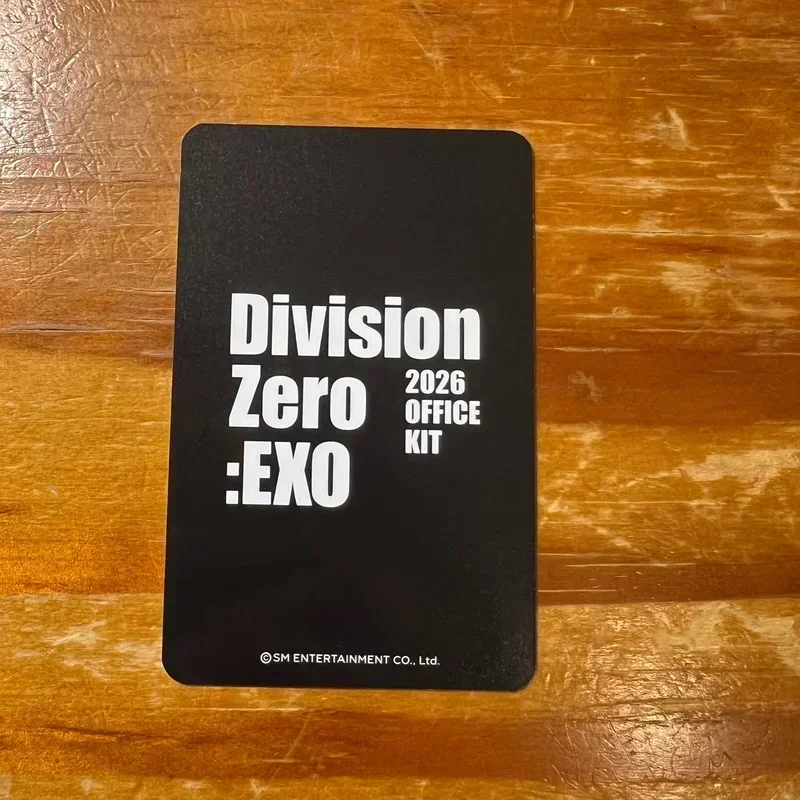 Division
Zero
:EXO
2026
OFFICE
KIT
©SM ENTERTAINMENT CO., Ltd.